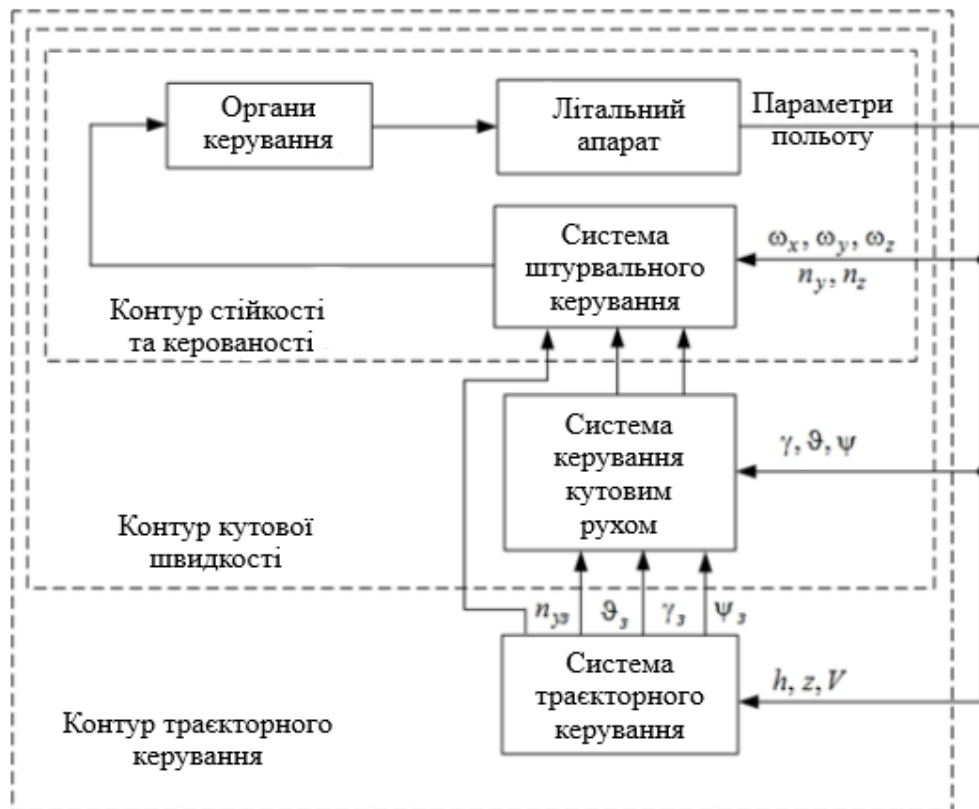 Органи
керування
Літальний
апарат
Параметри
польоту
Система
штурвального
керування
ωx, ωy, ωz
ny, nz
Контур стійкості
та керованості
Система
керування
кутовим
рухом
γ, ϑ, ψ
Контур кутової
швидкості
nуз ϑз γз ψз
Система
траєкторного
керування
h, z, V
Контур траєкторного
керування